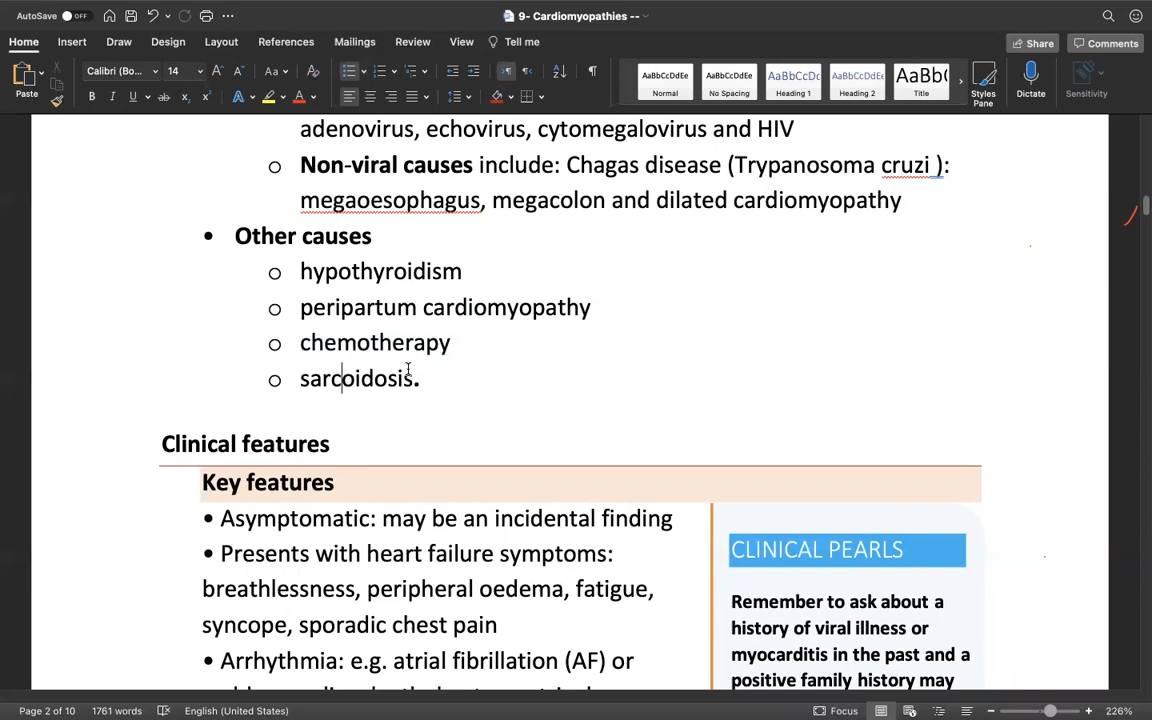 AutoSave OFF 9- Cardiomyopathies --
Home Insert Draw Design Layout References Mailings Review View Tell me Share Comments
Paste Calibri (Bo... 14 Aa AaBbCcDdEe Normal AaBbCcDdEe No Spacing AaBbCcDc Heading 1 AaBbCcDdEe Heading 2 AaBb( Title Styles Pane Dictate Sensitivity
adenovirus, echovirus, cytomegalovirus and HIV
o Non-viral causes include: Chagas disease (Trypanosoma cruzi ):
megaoesophagus, megacolon and dilated cardiomyopathy
• Other causes
o hypothyroidism
o peripartum cardiomyopathy
o chemotherapy
o sarcoidosis.
Clinical features
Key features
• Asymptomatic: may be an incidental finding
• Presents with heart failure symptoms:
breathlessness, peripheral oedema, fatigue,
syncope, sporadic chest pain
• Arrhythmia: e.g. atrial fibrillation (AF) or
CLINICAL PEARLS
Remember to ask about a
history of viral illness or
myocarditis in the past and a
positive family history may
Page 2 of 10 1761 words English (United States) Focus 226%